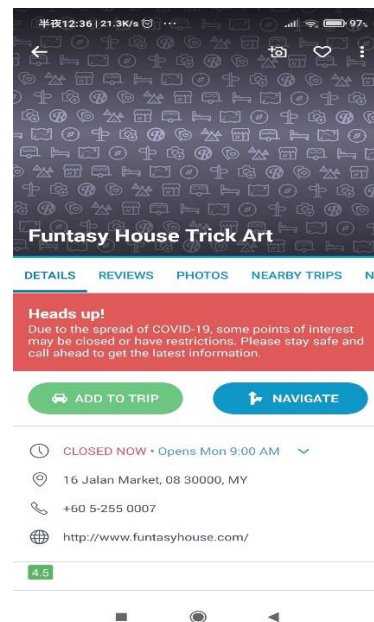 半夜12:36 | 21.3K/s ··· 97%
Funtasy House Trick Art
DETAILS REVIEWS PHOTOS NEARBY TRIPS N
Heads up!
Due to the spread of COVID-19, some points of interest
may be closed or have restrictions. Please stay safe and
call ahead to get the latest information.
ADD TO TRIP NAVIGATE
CLOSED NOW • Opens Mon 9:00 AM
16 Jalan Market, 08 30000, MY
+60 5-255 0007
http://www.funtasyhouse.com/
4.5